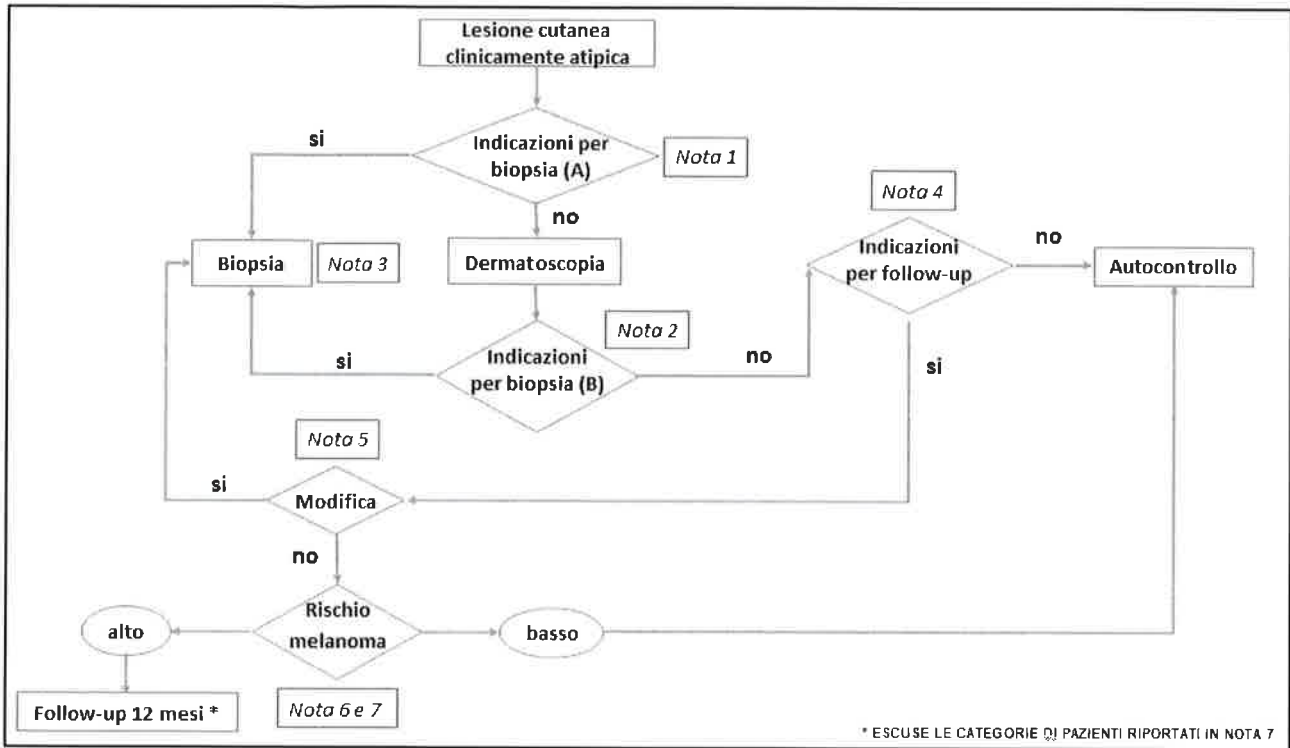 Lesione cutanea
clinicamente atipica
si
Indicazioni per
biopsia (A)
Nota 1
no
Nota 4
Biopsia
Nota 3
Dermatoscopia
Indicazioni
per follow-up
no
Autocontrollo
Nota 2
si
Indicazioni
per biopsia (B)
no
si
Nota 5
si
Modifica
no
Rischio
melanoma
alto
basso
Follow-up 12 mesi *
Nota 6 e 7
* ESCUSE LE CATEGORIE DI PAZIENTI RIPORTATI IN NOTA 7